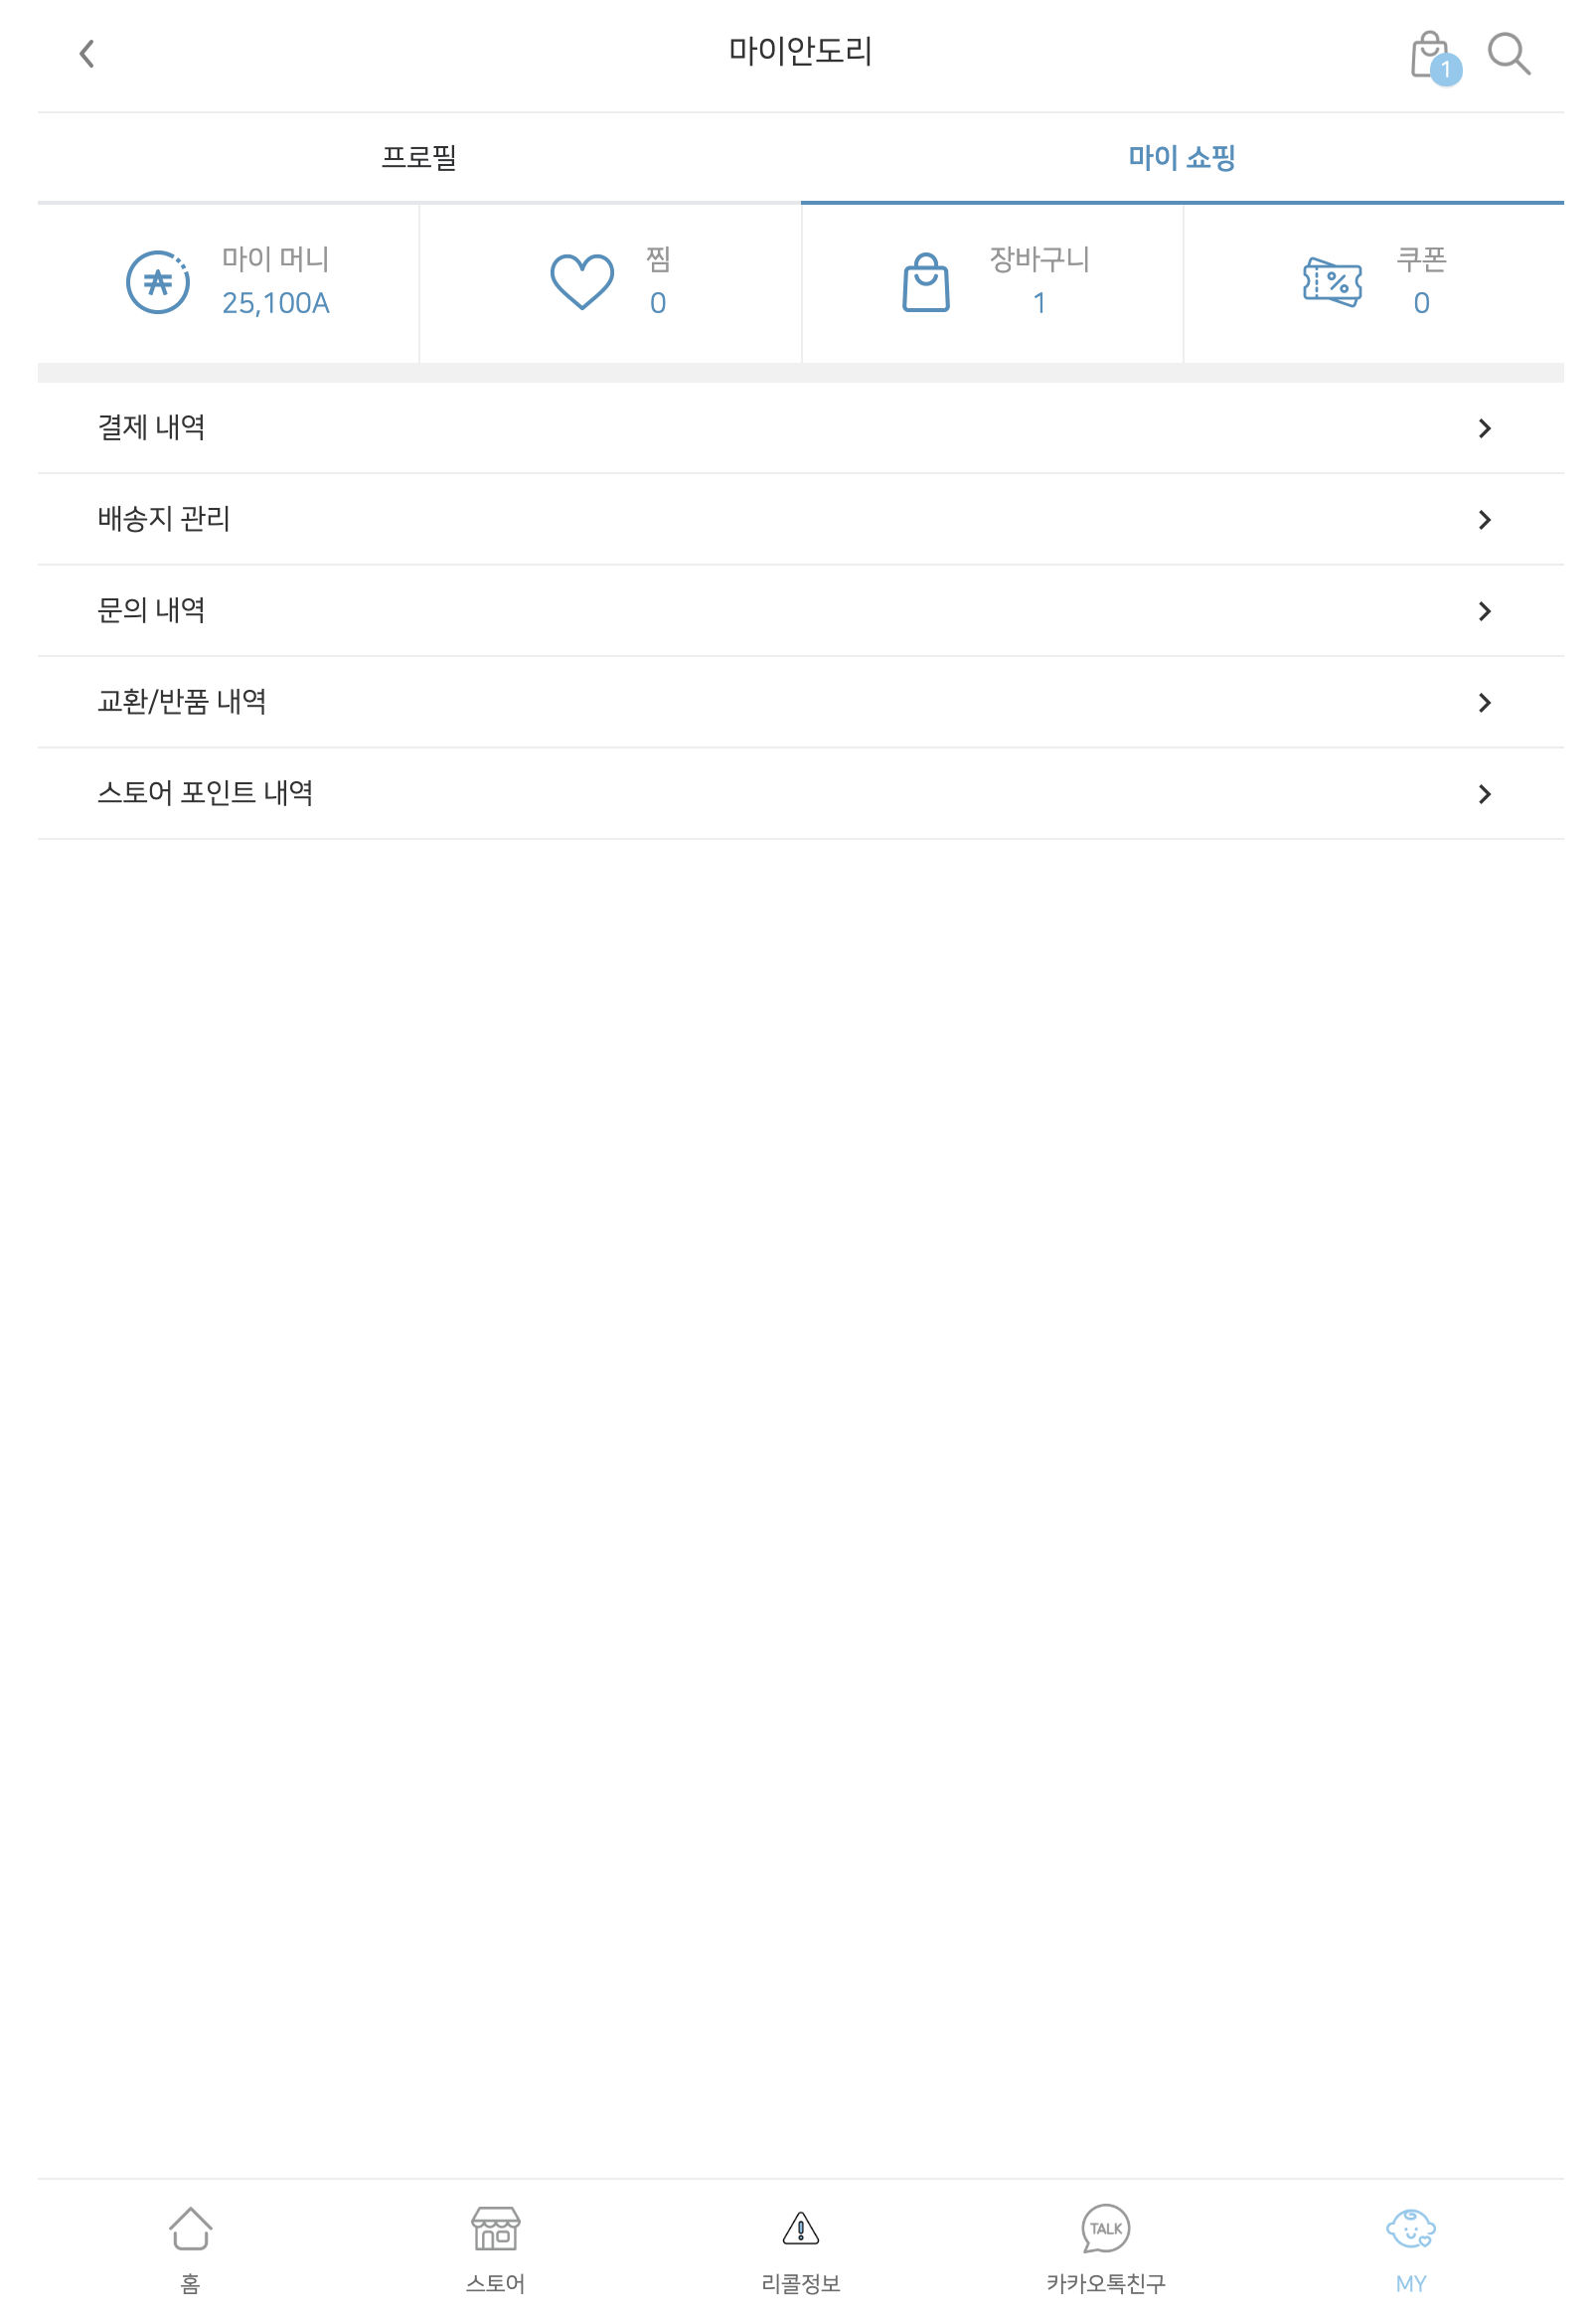 마이안도리
1
프로필
마이 쇼핑
마이 머니
25,100A
찜
0
장바구니
1
쿠폰
0
결제 내역
배송지 관리
문의 내역
교환/반품 내역
스토어 포인트 내역
TALK
홈
스토어
리콜정보
카카오톡친구
MY